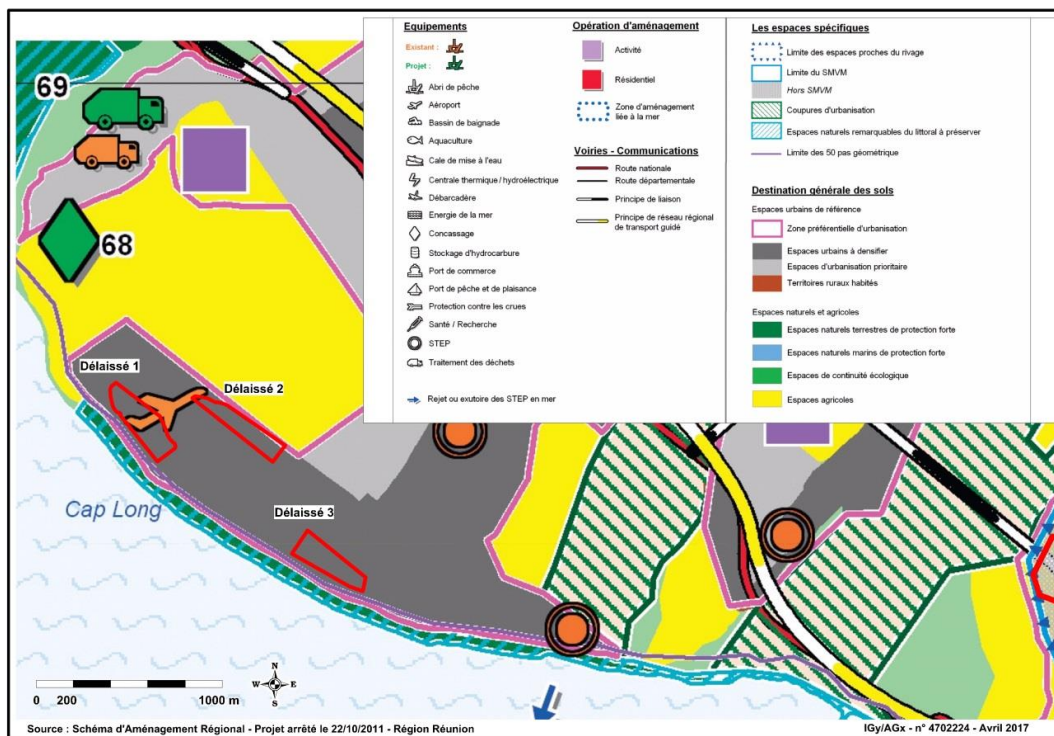 69
68
Délaissé 1
Délaissé 2
Délaissé 3
Cap Long
0 200 1000 m
N
W E
S
Equipements
Existant :
Projet :
Abri de pêche
Aéroport
Bassin de baignade
Aquaculture
Cale de mise à l'eau
Centrale thermique / hydroélectrique
Débarcadère
Energie de la mer
Concassage
Stockage d'hydrocarbure
Port de commerce
Port de pêche et de plaisance
Protection contre les crues
Santé / Recherche
STEP
Traitement des déchets
Rejet ou exutoire des STEP en mer
Opération d'aménagement
Activité
Résidentiel
Zone d'aménagement
liée à la mer
Voiries - Communications
Route nationale
Route départementale
Principe de liaison
Principe de réseau régional
de transport guidé
Les espaces spécifiques
Limite des espaces proches du rivage
Limite du SMVM
Hors SMVM
Coupures d'urbanisation
Espaces naturels remarquables du littoral à préserver
Limite des 50 pas géométrique
Destination générale des sols
Espaces urbains de référence
Zone préférentielle d'urbanisation
Espaces urbains à densifier
Espaces d'urbanisation prioritaire
Territoires ruraux habités
Espaces naturels et agricoles
Espaces naturels terrestres de protection forte
Espaces naturels marins de protection forte
Espaces de continuité écologique
Espaces agricoles
Source : Schéma d'Aménagement Régional - Projet arrêté le 22/10/2011 - Région Réunion
IGy/AGx - n° 4702224 - Avril 2017